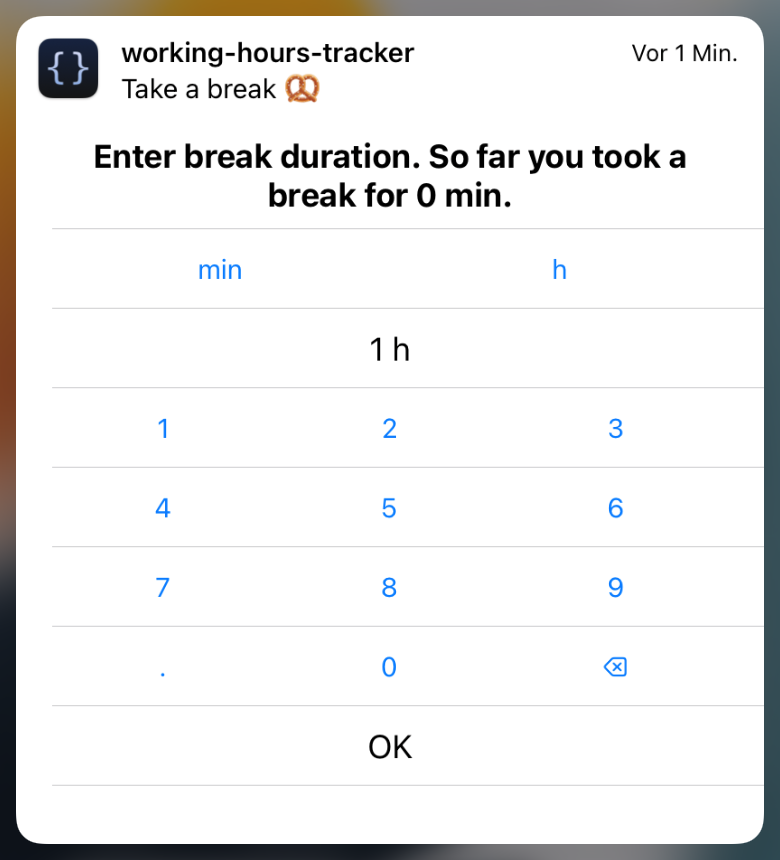 {}
working-hours-tracker
Vor 1 Min.
Take a break 🥨
Enter break duration. So far you took a
break for 0 min.
min h
1 h
1 2 3
4 5 6
7 8 9
. 0
OK